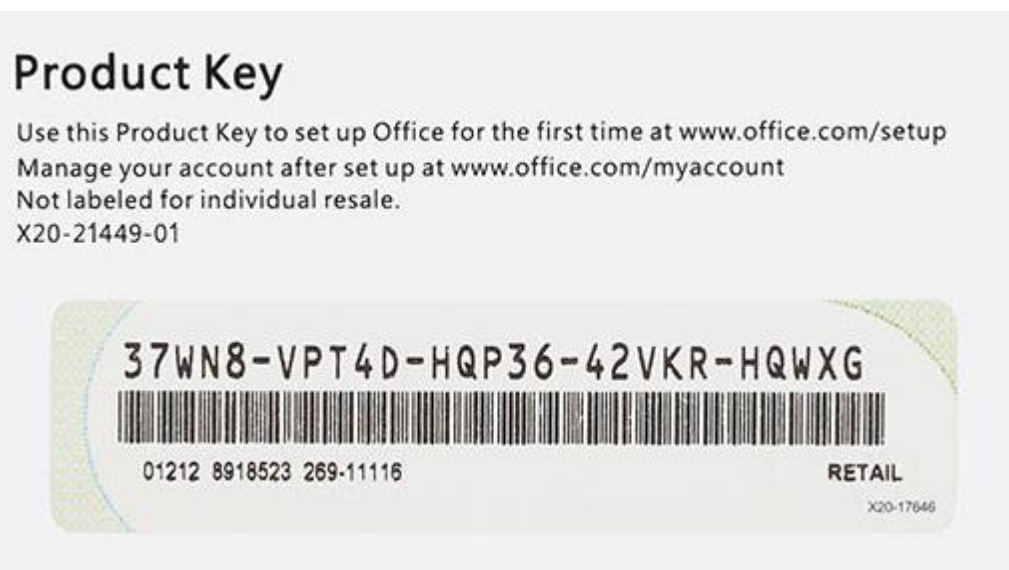 Product Key
Use this Product Key to set up Office for the first time at www.office.com/setup
Manage your account after set up at www.office.com/myaccount
Not labeled for individual resale.
X20-21449-01
37WN8-VPT4D-HQP36-42VKR-HQWXG
01212 8918523 269-11116
RETAIL
X20-17646